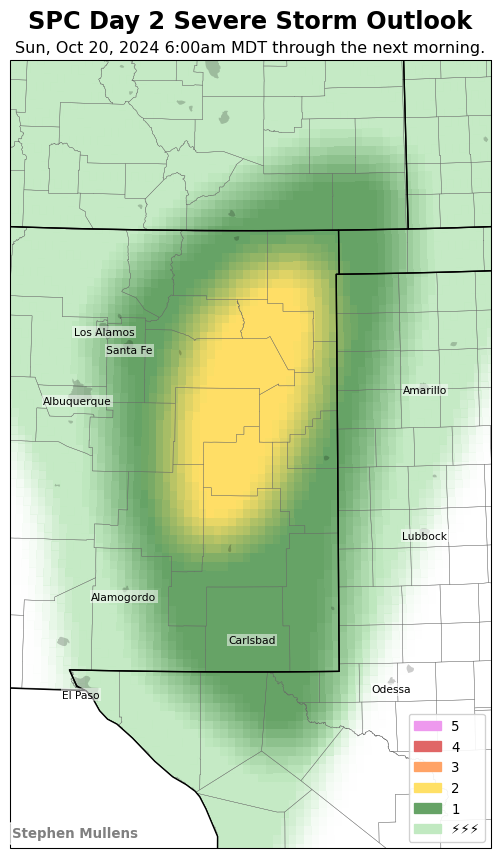 SPC Day 2 Severe Storm Outlook
Sun, Oct 20, 2024 6:00am MDT through the next morning.
Los Alamos
Santa Fe
Albuquerque
Amarillo
Lubbock
Alamogordo
Carlsbad
El Paso
Odessa
5
4
3
2
1
⚡⚡⚡
Stephen Mullens